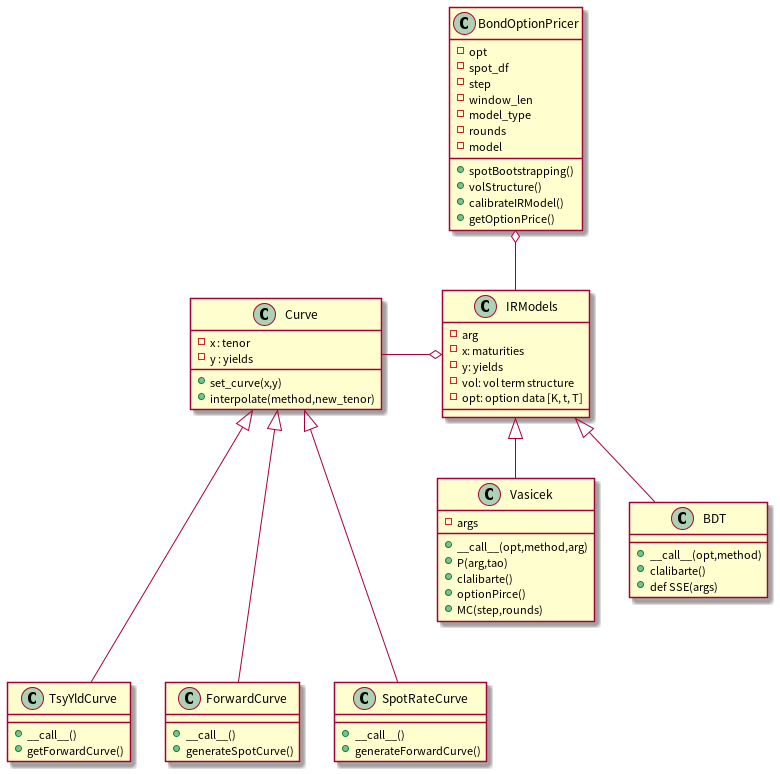 C BondOptionPricer
opt
spot_df
step
window_len
model_type
rounds
model
spotBootstrapping()
volStructure()
calibrateIRModel()
getOptionPrice()
C Curve
x : tenor
y : yields
set_curve(x,y)
interpolate(method,new_tenor)
C IRModels
arg
x: maturities
y: yields
vol: vol term structure
opt: option data [K, t, T]
C Vasicek
args
__call__(opt,method,arg)
P(arg,tao)
clalibarte()
optionPirce()
MC(step,rounds)
C BDT
__call__(opt,method)
clalibarte()
def SSE(args)
C TsyYldCurve
__call__()
getForwardCurve()
C ForwardCurve
__call__()
generateSpotCurve()
C SpotRateCurve
__call__()
generateForwardCurve()